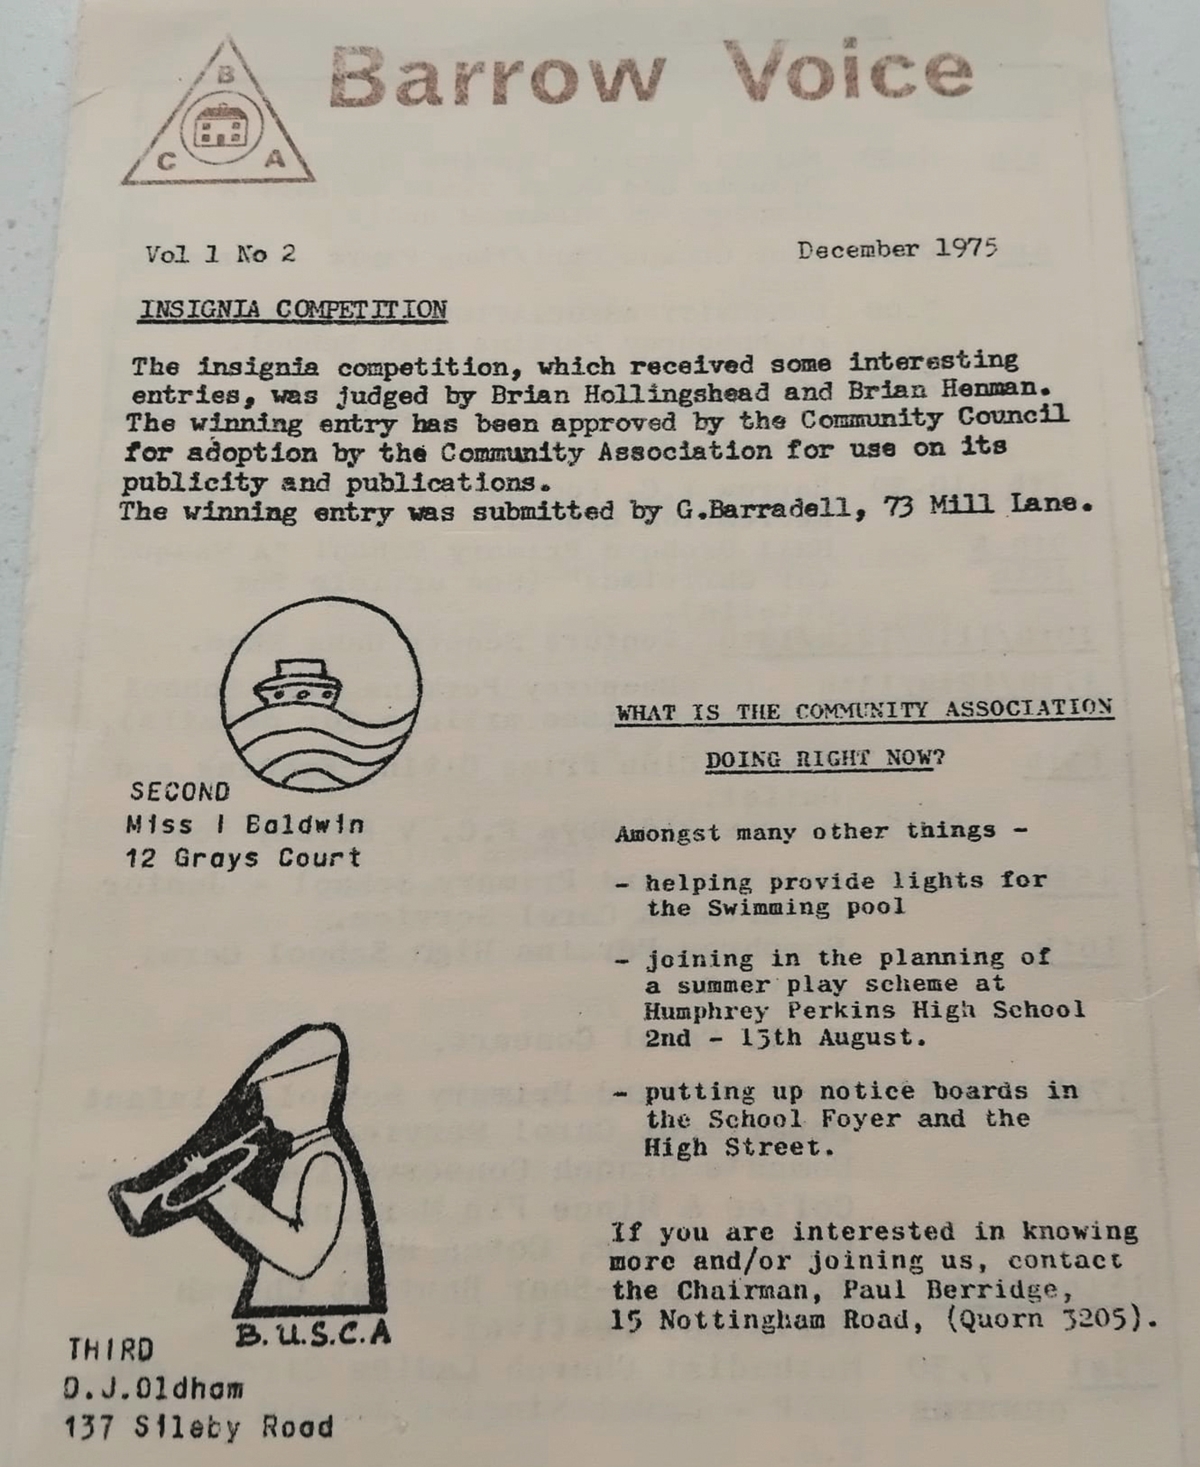 B
C A
Barrow Voice
Vol 1 No 2
December 1975
INSIGNIA COMPETITION
The insignia competition, which received some interesting
entries, was judged by Brian Hollingshead and Brian Henman.
The winning entry has been approved by the Community Council
for adoption by the Community Association for use on its
publicity and publications.
The winning entry was submitted by G.Barradell, 73 Mill Lane.
SECOND
Miss I Baldwin
12 Grays Court
B.U.S.C.A
THIRD
D.J.Oldham
137 Sileby Road
WHAT IS THE COMMUNITY ASSOCIATION
DOING RIGHT NOW?
Amongst many other things -
- helping provide lights for
the Swimming pool
- joining in the planning of
a summer play scheme at
Humphrey Perkins High School
2nd - 13th August.
- putting up notice boards in
the School Foyer and the
High Street.
If you are interested in knowing
more and/or joining us, contact
the Chairman, Paul Berridge,
15 Nottingham Road, (Quorn 3205).